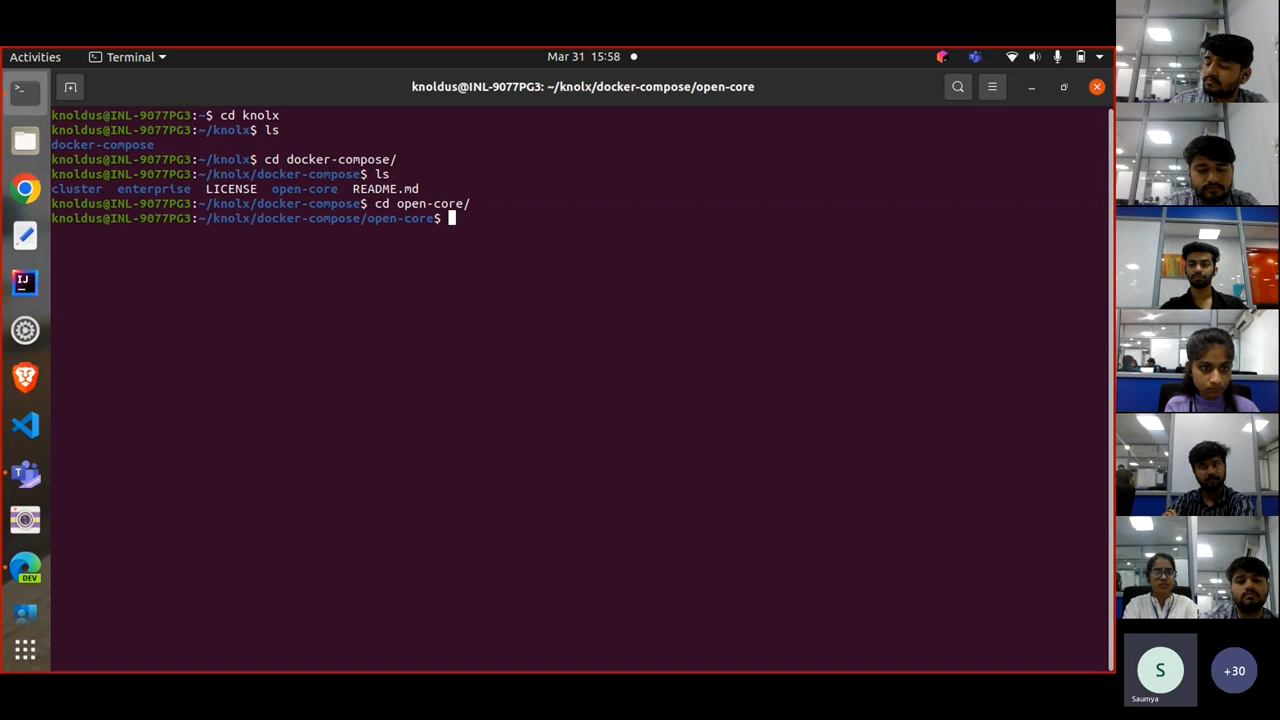 Activities
Terminal
Mar 31 15:58
knoldus@INL-9077PG3: ~/knolx/docker-compose/open-core
knoldus@INL-9077PG3:~$ cd knolx
knoldus@INL-9077PG3:~/knolx$ ls
docker-compose
knoldus@INL-9077PG3:~/knolx$ cd docker-compose/
knoldus@INL-9077PG3:~/knolx/docker-compose$ ls
cluster enterprise LICENSE open-core README.md
knoldus@INL-9077PG3:~/knolx/docker-compose$ cd open-core/
knoldus@INL-9077PG3:~/knolx/docker-compose/open-core$
IJ
T
DEV
S
Saumya
+30